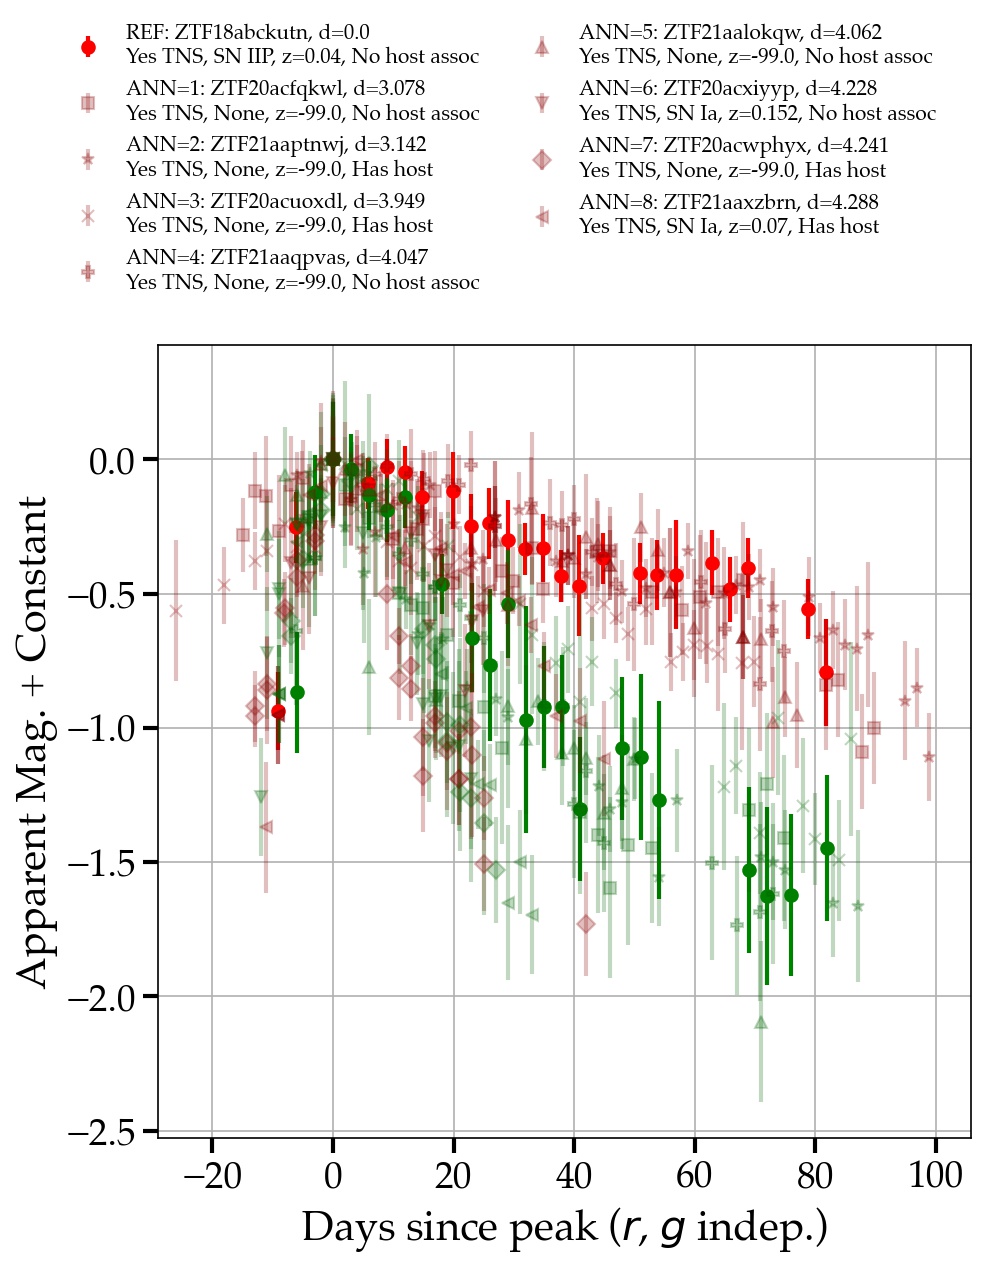 REF: ZTF18abckutn, d=0.0
Yes TNS, SN IIP, z=0.04, No host assoc
ANN=1: ZTF20acfqkwl, d=3.078
Yes TNS, None, z=-99.0, No host assoc
ANN=2: ZTF21aaptnwj, d=3.142
Yes TNS, None, z=-99.0, Has host
ANN=3: ZTF20acuoxdl, d=3.949
Yes TNS, None, z=-99.0, Has host
ANN=4: ZTF21aaqpvas, d=4.047
Yes TNS, None, z=-99.0, No host assoc
ANN=5: ZTF21aalokqw, d=4.062
Yes TNS, None, z=-99.0, No host assoc
ANN=6: ZTF20acxiyyp, d=4.228
Yes TNS, SN Ia, z=0.152, No host assoc
ANN=7: ZTF20acwphyx, d=4.241
Yes TNS, None, z=-99.0, Has host
ANN=8: ZTF21aaxzbrn, d=4.288
Yes TNS, SN Ia, z=0.07, Has host
Apparent Mag. + Constant
0.0
−0.5
−1.0
−1.5
−2.0
−2.5
−20 0 20 40 60 80 100
Days since peak (r, g indep.)